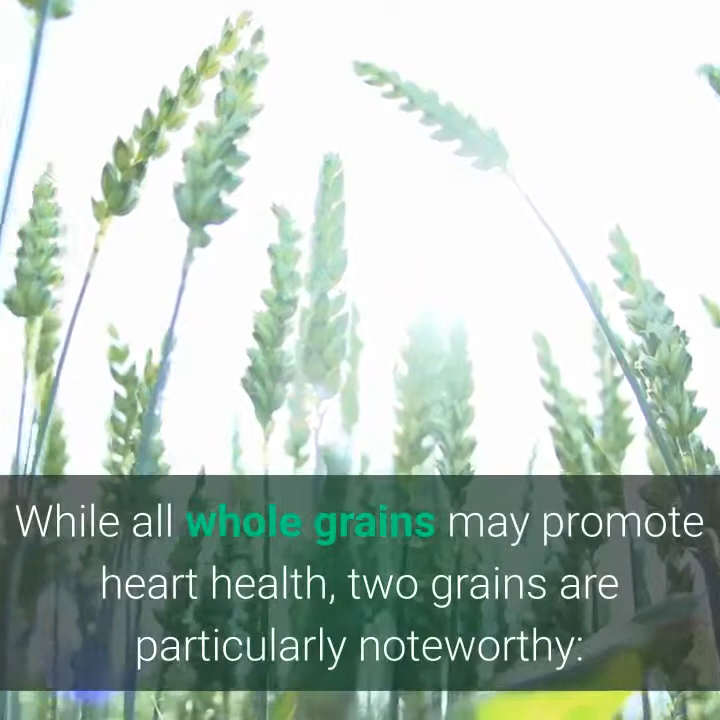 While all whole grains may promote
heart health, two grains are
particularly noteworthy: